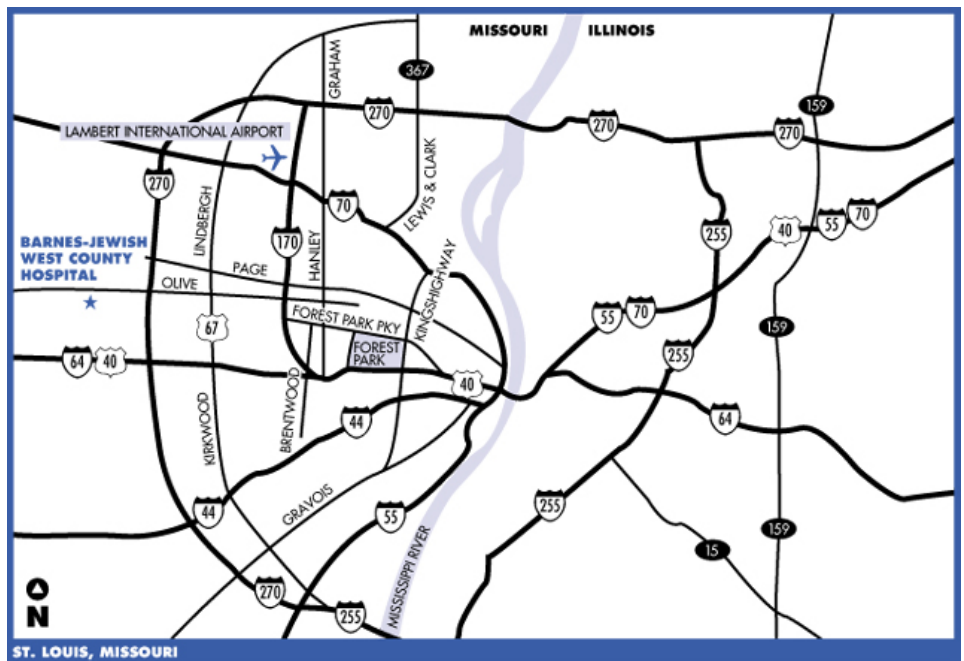 MISSOURI ILLINOIS
GRAHAM
367
159
270
270
270
LAMBERT INTERNATIONAL AIRPORT
LEWIS & CLARK
270
70
LINDBERGH
70
55
40
255
170
HANLEY
BARNES-JEWISH
WEST COUNTY
HOSPITAL
PAGE
OLIVE
KINGSHIGHWAY
FOREST PARK PKY
55
70
67
159
FOREST
PARK
255
64
40
40
BRENTWOOD
KIRKWOOD
44
64
GRAVOIS
44
55
255
159
15
MISSISSIPPI RIVER
270
255
N
ST. LOUIS, MISSOURI